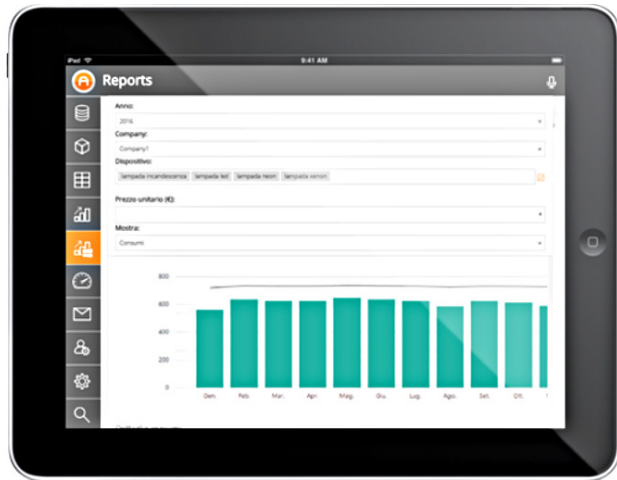 iPad
9:41 AM
Reports
Anno:
2016
Company:
Company1
Dispositivo:
lampada incandescenza lampada led lampada neon lampada xenon
Prezzo unitario (€):
Mostra:
Consumi
800
600
400
200
0
Gen. Feb. Mar. Apr. Mag. Giu. Lug. Ago. Set. Ott.